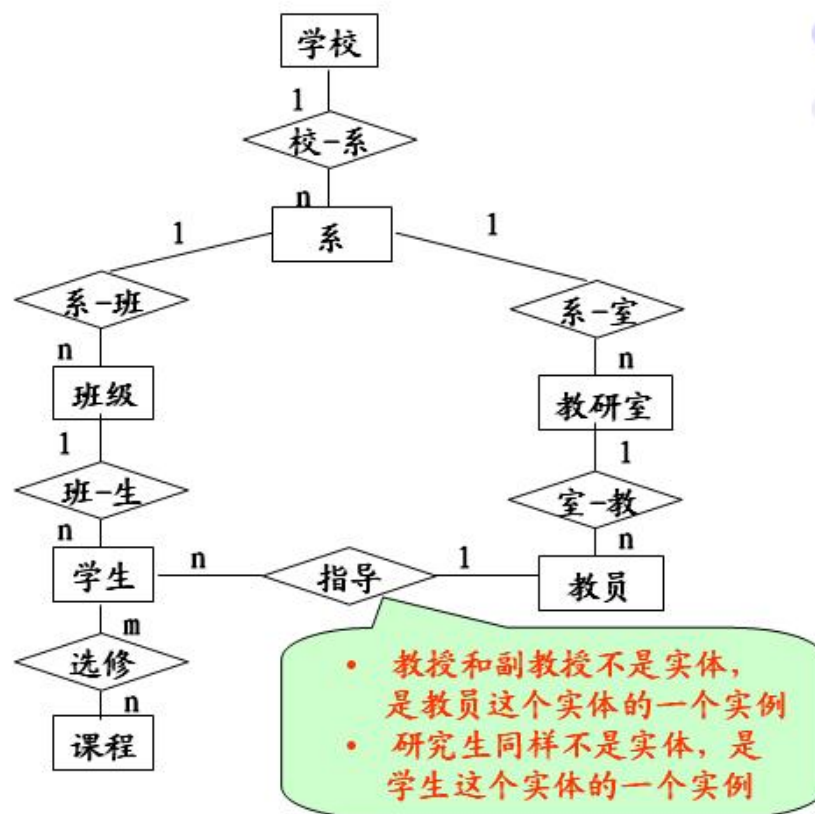 学校
1
校-系
n
系
1
1
系-班
系-室
n
n
班级
教研室
1
1
班-生
室-教
n
n
学生
n
指导
1
教员
m
选修
n
课程
• 教授和副教授不是实体，
是教员这个实体的一个实例
• 研究生同样不是实体，是
学生这个实体的一个实例